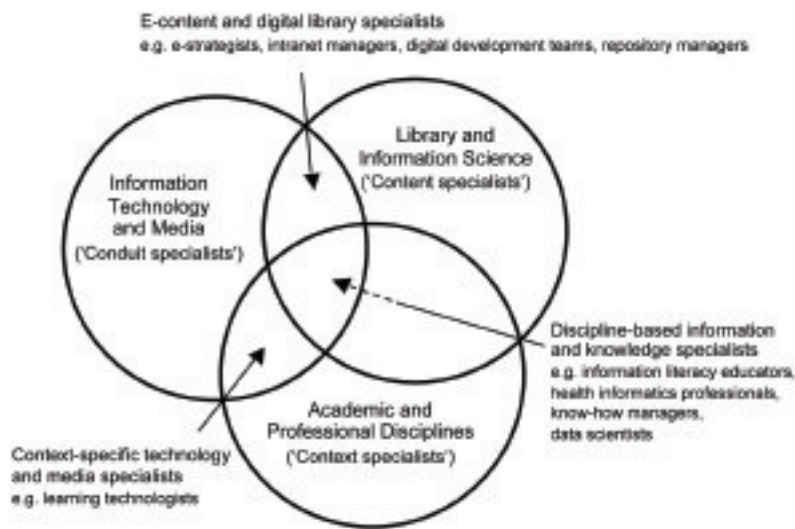 E-content and digital library specialists
e.g. e-strategists, intranet managers, digital development teams, repository managers
Library and
Information Science
('Content specialists')
Information
Technology
and Media
('Conduit specialists')
Discipline-based information
and knowledge specialists
e.g. information literacy educators,
health informatics professionals,
know-how managers,
data scientists
Academic and
Professional Disciplines
('Context specialists')
Context-specific technology
and media specialists
e.g. learning technologists